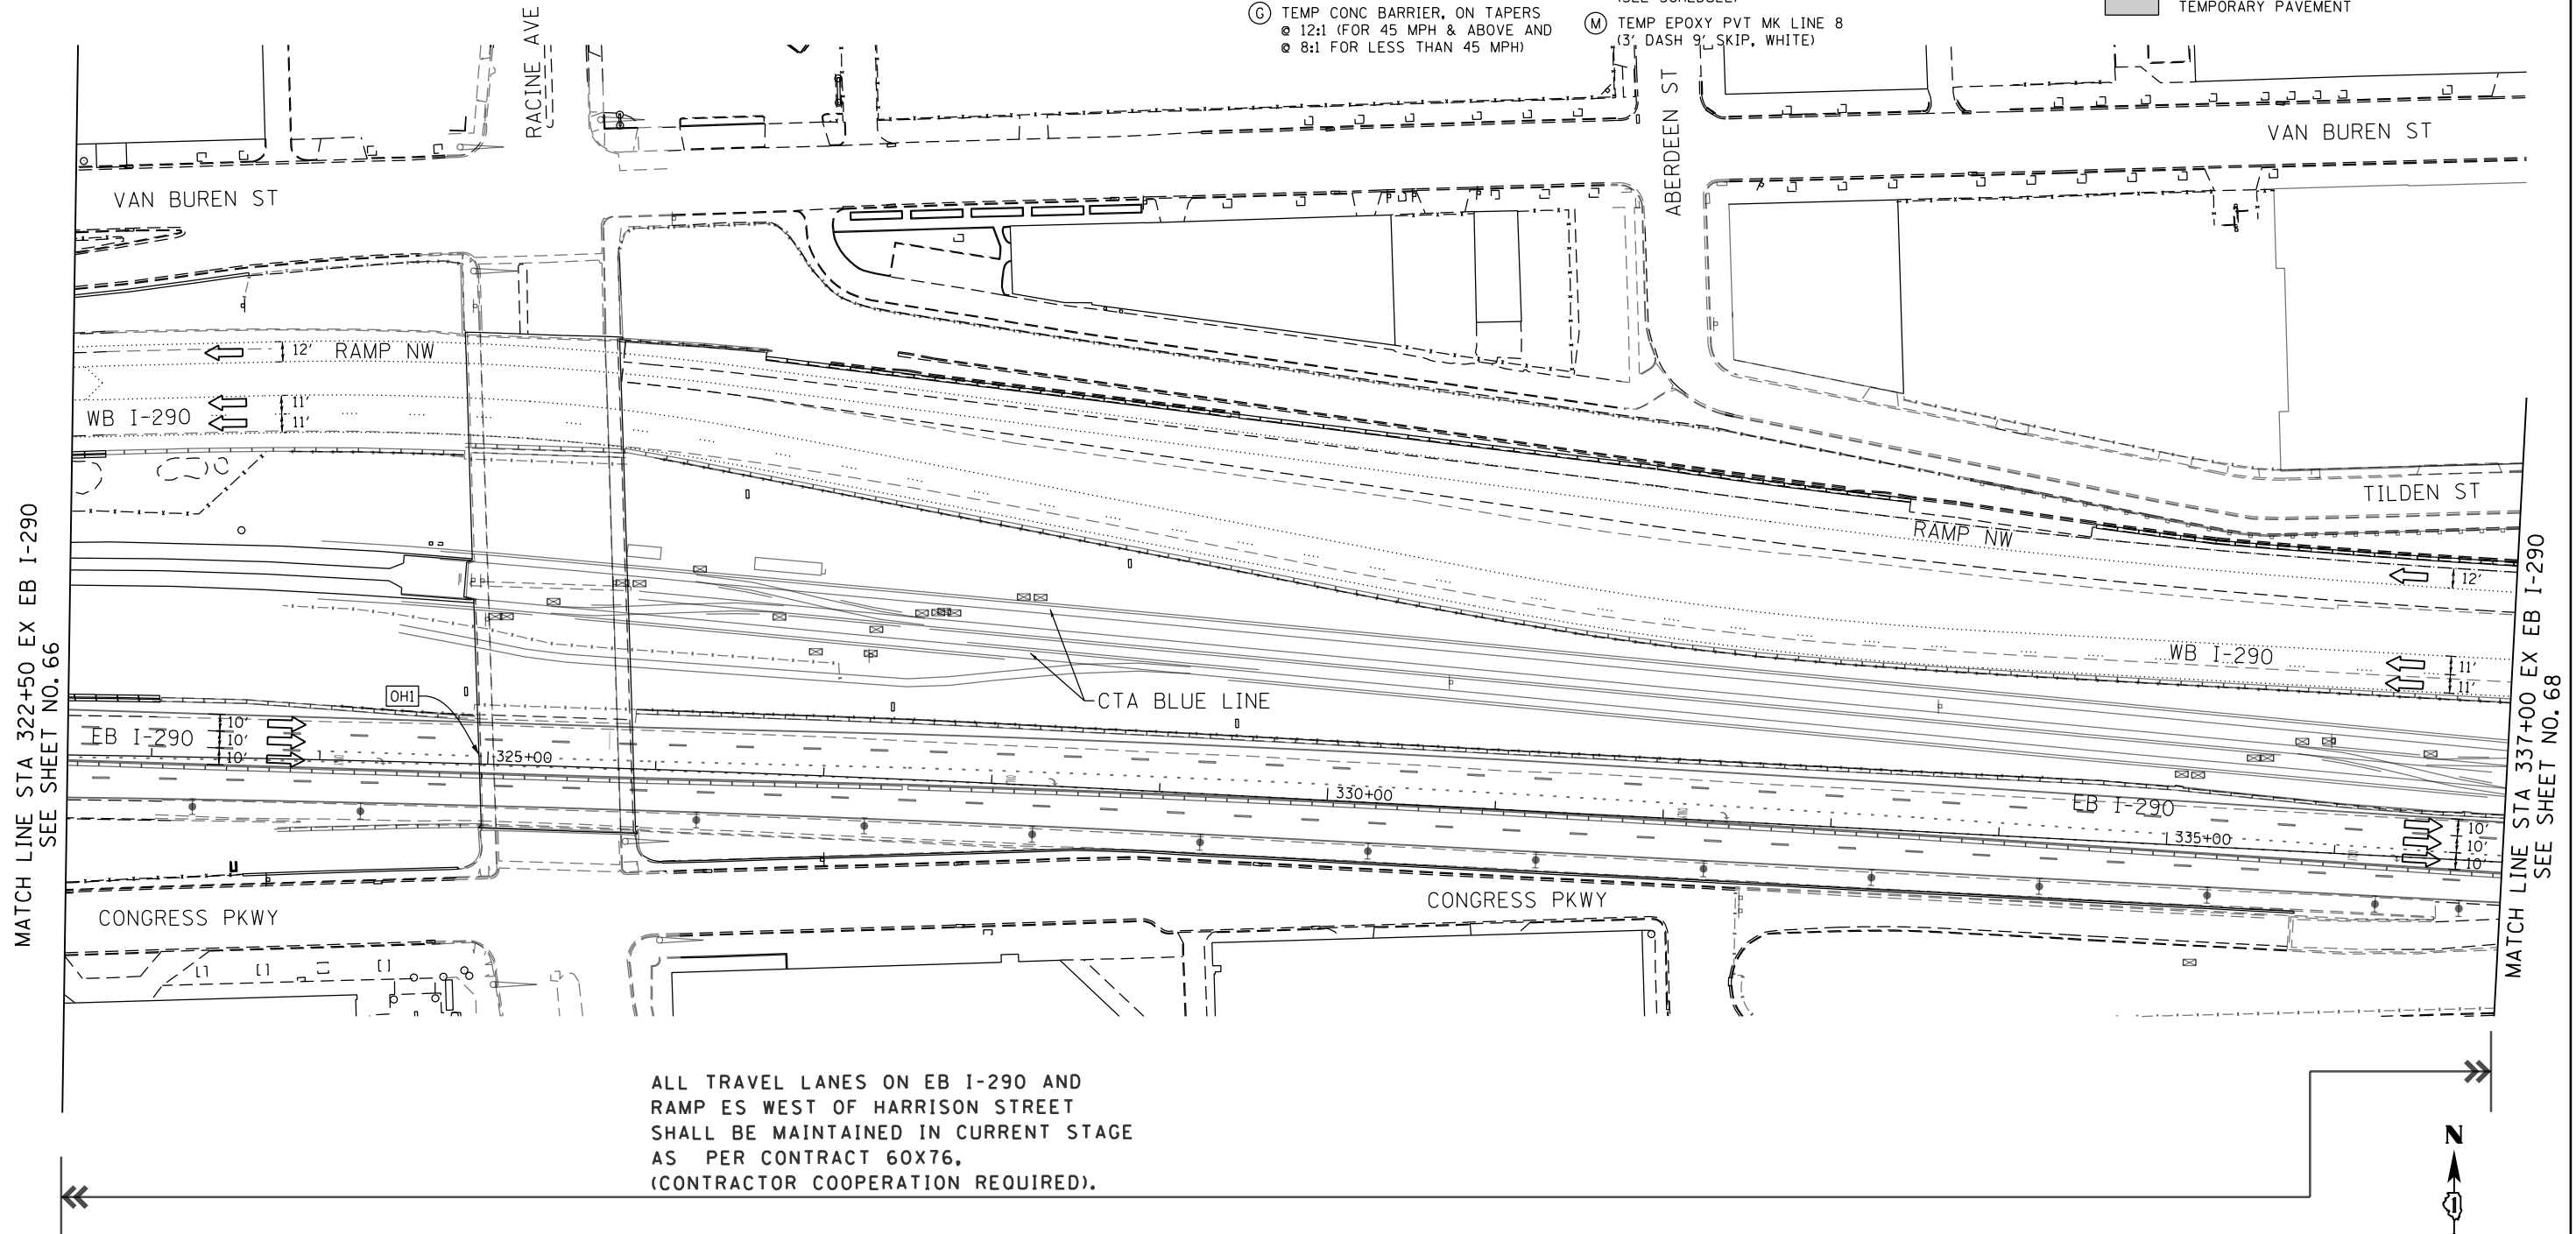 G TEMP CONC BARRIER, ON TAPERS
@ 12:1 (FOR 45 MPH & ABOVE AND
@ 8:1 FOR LESS THAN 45 MPH)
(SEE SCHEDULE)
M TEMP EPOXY PVT MK LINE 8
(3' DASH 9' SKIP, WHITE)
TEMPORARY PAVEMENT
RACINE AVE
ABERDEEN ST
VAN BUREN ST
VAN BUREN ST
12' RAMP NW
WB I-290
11'
11'
TILDEN ST
RAMP NW
12'
WB I-290
11'
11'
MATCH LINE STA 322+50 EX EB I-290
SEE SHEET NO. 66
OH1
CTA BLUE LINE
EB I-290
10'
10'
10'
325+00
330+00
EB I-290
335+00
10'
10'
10'
MATCH LINE STA 337+00 EX EB I-290
SEE SHEET NO. 68
CONGRESS PKWY
CONGRESS PKWY
ALL TRAVEL LANES ON EB I-290 AND
RAMP ES WEST OF HARRISON STREET
SHALL BE MAINTAINED IN CURRENT STAGE
AS PER CONTRACT 60X76,
(CONTRACTOR COOPERATION REQUIRED).
N